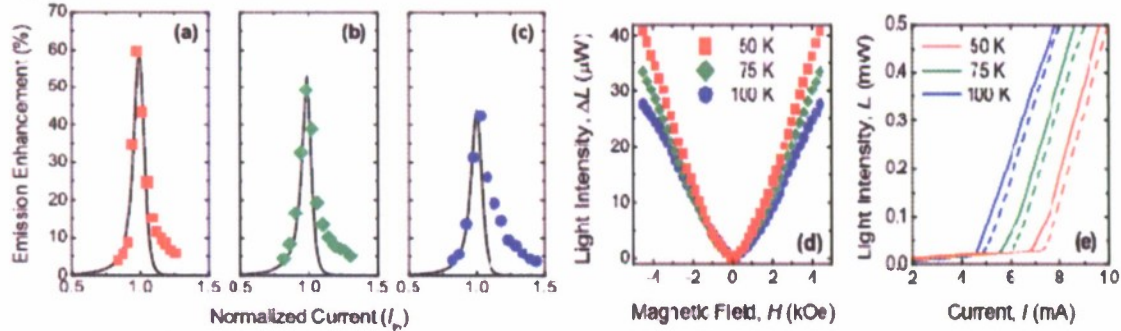 Emission Enhancement (%)
70
60
50
40
30
20
10
0
(a)
(b)
(c)
0.5 1.0 1.5
0.5 1.0 1.5
0.5 1.0 1.5
Normalized Current (I_th)
Light Intensity, ΔL (μW)
40
30
20
10
0
50 K
75 K
100 K
(d)
-4 -2 0 2 4
Magnetic Field, H (kOe)
Light Intensity, L (mW)
0.5
0.4
0.3
0.2
0.1
0.0
50 K
75 K
100 K
(e)
2 4 6 8 10
Current, I (mA)